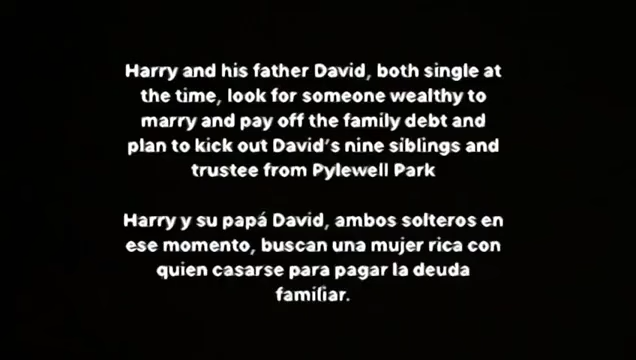 Harry and his father David, both single at
the time, look for someone wealthy to
marry and pay off the family debt and
plan to kick out David's nine siblings and
trustee from Pylewell Park
Harry y su papá David, ambos solteros en
ese momento, buscan una mujer rica con
quien casarse para pagar la deuda
familiar.